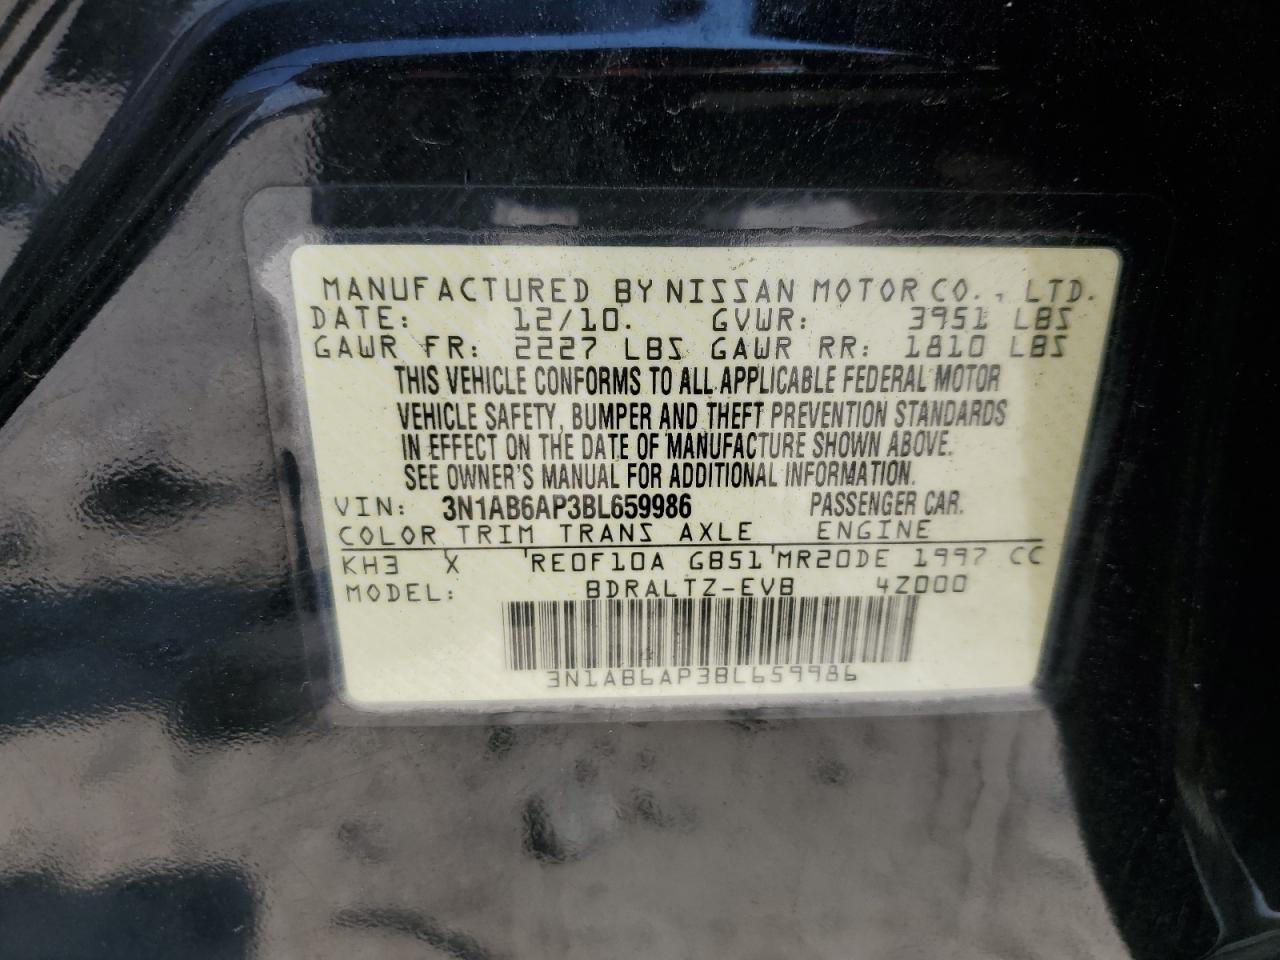 MANUFACTURED BY NISSAN MOTOR CO., LTD.
DATE: 12/10. GVWR: 3951 LBS
GAWR FR: 2227 LBS GAWR RR: 1810 LBS
THIS VEHICLE CONFORMS TO ALL APPLICABLE FEDERAL MOTOR
VEHICLE SAFETY, BUMPER AND THEFT PREVENTION STANDARDS
IN EFFECT ON THE DATE OF MANUFACTURE SHOWN ABOVE.
SEE OWNER'S MANUAL FOR ADDITIONAL INFORMATION.
VIN: 3N1AB6AP3BL659986 PASSENGER CAR.
COLOR TRIM TRANS AXLE ENGINE
KH3 X RE0F10A GB51 MR20DE 1997 CC
MODEL: BDRALTZ-EVB 4Z000
3N1AB6AP3BL659986